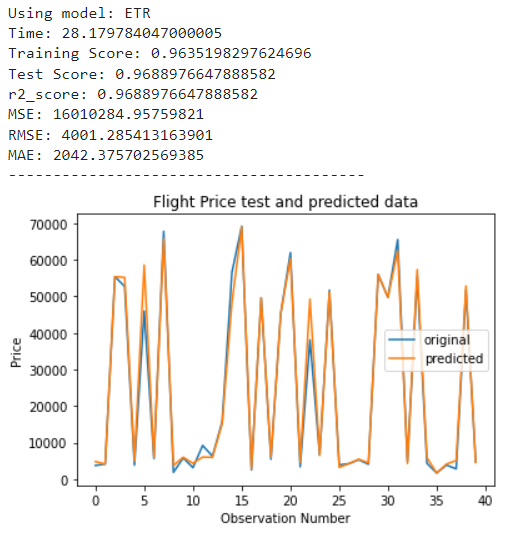 Using model: ETR
Time: 28.179784047000005
Training Score: 0.9635198297624696
Test Score: 0.9688976647888582
r2_score: 0.9688976647888582
MSE: 16010284.95759821
RMSE: 4001.285413163901
MAE: 2042.375702569385
----------------------------------------
Flight Price test and predicted data
Price
70000
60000
50000
40000
30000
20000
10000
0
original
predicted
0 5 10 15 20 25 30 35 40
Observation Number